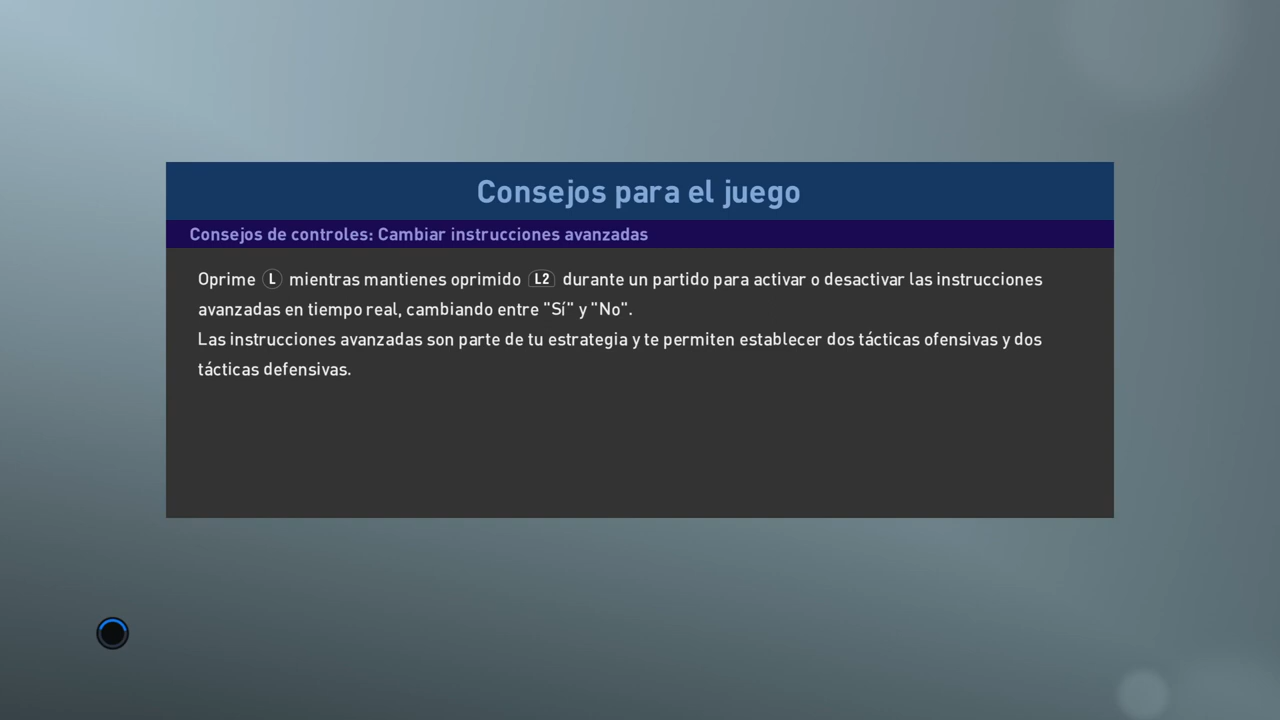 Consejos para el juego
Consejos de controles: Cambiar instrucciones avanzadas
Oprime L mientras mantienes oprimido L2 durante un partido para activar o desactivar las instrucciones
avanzadas en tiempo real, cambiando entre "Sí" y "No".
Las instrucciones avanzadas son parte de tu estrategia y te permiten establecer dos tácticas ofensivas y dos
tácticas defensivas.